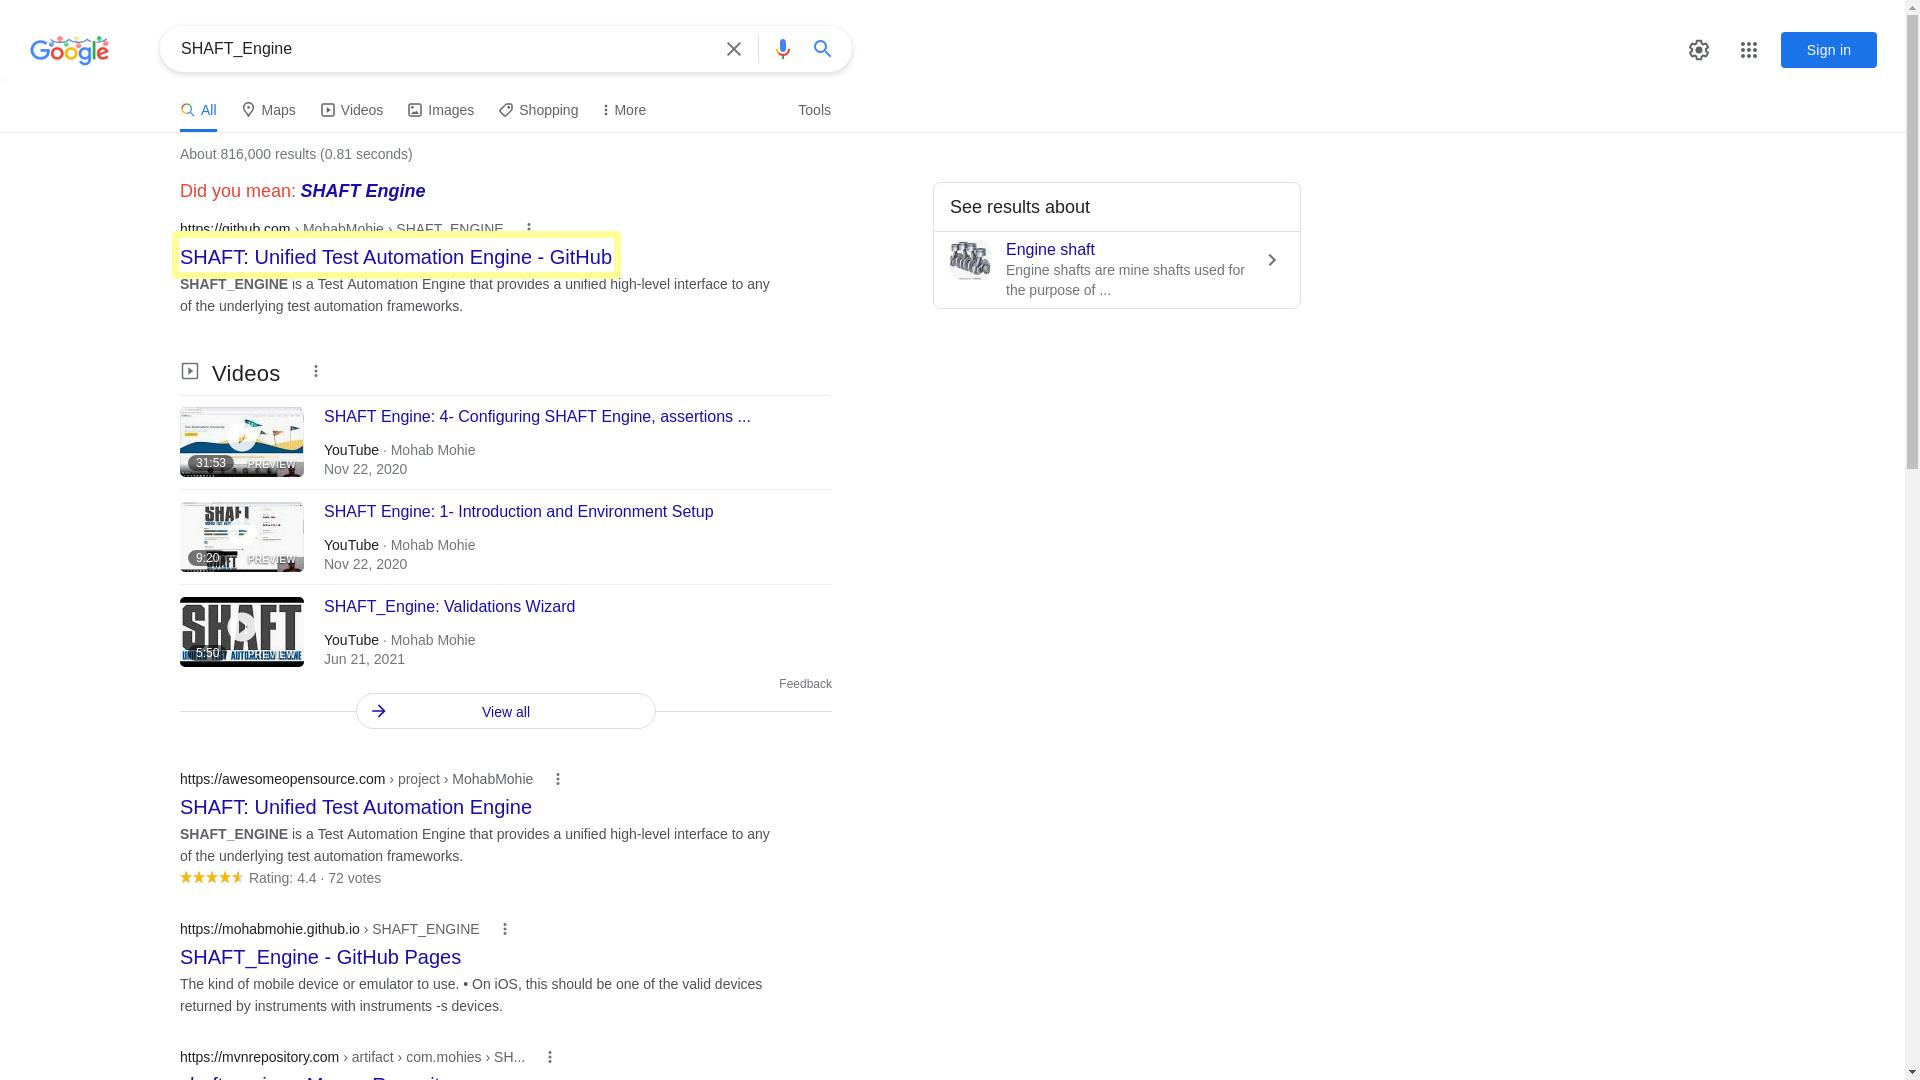 Google
SHAFT_Engine
Sign in
All
Maps
Videos
Images
Shopping
More
Tools
About 816,000 results (0.81 seconds)
Did you mean: SHAFT Engine
https://github.com › MohabMohie › SHAFT_ENGINE
SHAFT: Unified Test Automation Engine - GitHub
SHAFT_ENGINE is a Test Automation Engine that provides a unified high-level interface to any
of the underlying test automation frameworks.
See results about
Engine shaft
Engine shafts are mine shafts used for
the purpose of ...
Videos
SHAFT Engine: 4- Configuring SHAFT Engine, assertions ...
31:53
PREVIEW
YouTube · Mohab Mohie
Nov 22, 2020
SHAFT Engine: 1- Introduction and Environment Setup
SHAFT
9:20
PREVIEW
YouTube · Mohab Mohie
Nov 22, 2020
SHAFT_Engine: Validations Wizard
SHAFT
5:50
PREVIEW
YouTube · Mohab Mohie
Jun 21, 2021
Feedback
View all
https://awesomeopensource.com › project › MohabMohie
SHAFT: Unified Test Automation Engine
SHAFT_ENGINE is a Test Automation Engine that provides a unified high-level interface to any
of the underlying test automation frameworks.
Rating: 4.4 · 72 votes
https://mohabmohie.github.io › SHAFT_ENGINE
SHAFT_Engine - GitHub Pages
The kind of mobile device or emulator to use. • On iOS, this should be one of the valid devices
returned by instruments with instruments -s devices.
https://mvnrepository.com › artifact › com.mohies › SH...